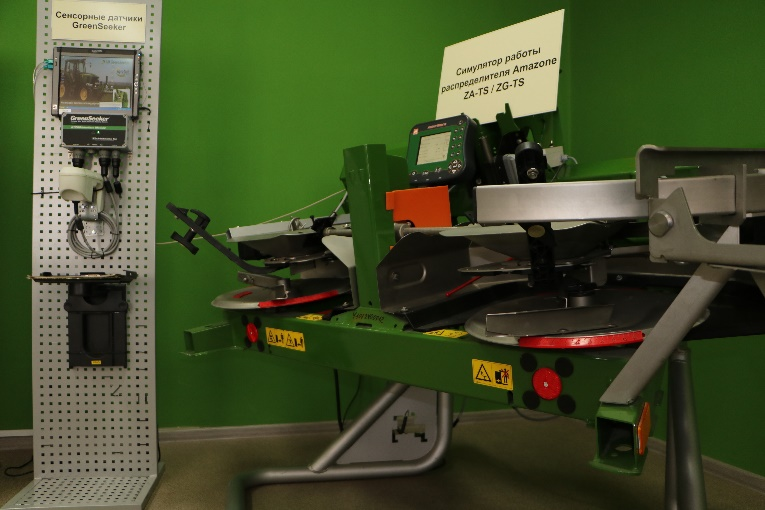 Сенсорные датчики
GreenSeeker
GreenSeeker
Симулятор работы
распределителя Amazone
ZA-TS / ZG-TS